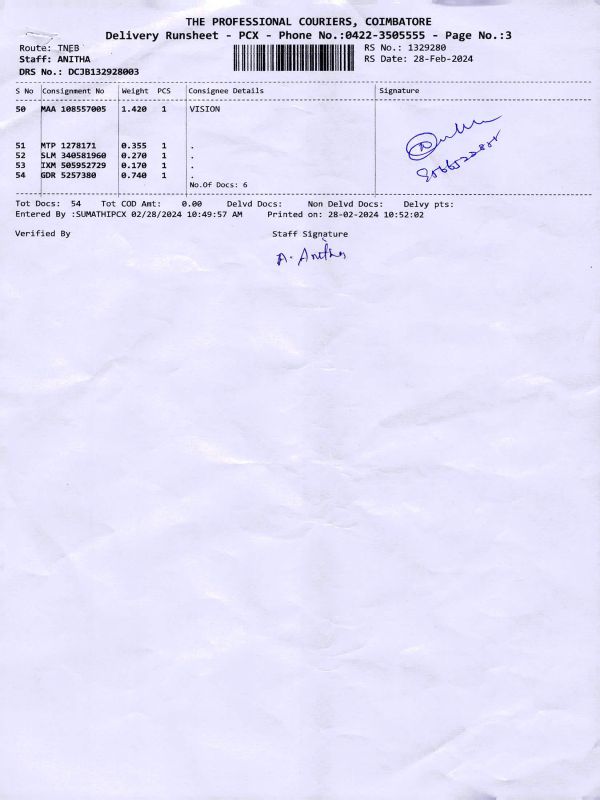 THE PROFESSIONAL COURIERS, COIMBATORE
Delivery Runsheet - PCX - Phone No.:0422-3505555 - Page No.:3
Route: TNEB
RS No.: 1329280
Staff: ANITHA
RS Date: 28-Feb-2024
DRS No.: DCJB132928003
S No Consignment No Weight PCS Consignee Details Signature
50 MAA 108557005 1.420 1 VISION
51 MTP 1278171 0.355 1 .
52 SLM 340581960 0.270 1 .
53 IXM 505952729 0.170 1 .
54 GDR 5257380 0.740 1 .
No.Of Docs: 6
Tot Docs: 54 Tot COD Amt: 0.00 Delvd Docs: Non Delvd Docs: Delvy pts:
Entered By :SUMATHIPCX 02/28/2024 10:49:57 AM Printed on: 28-02-2024 10:52:02
Verified By Staff Signature
A. Anitha